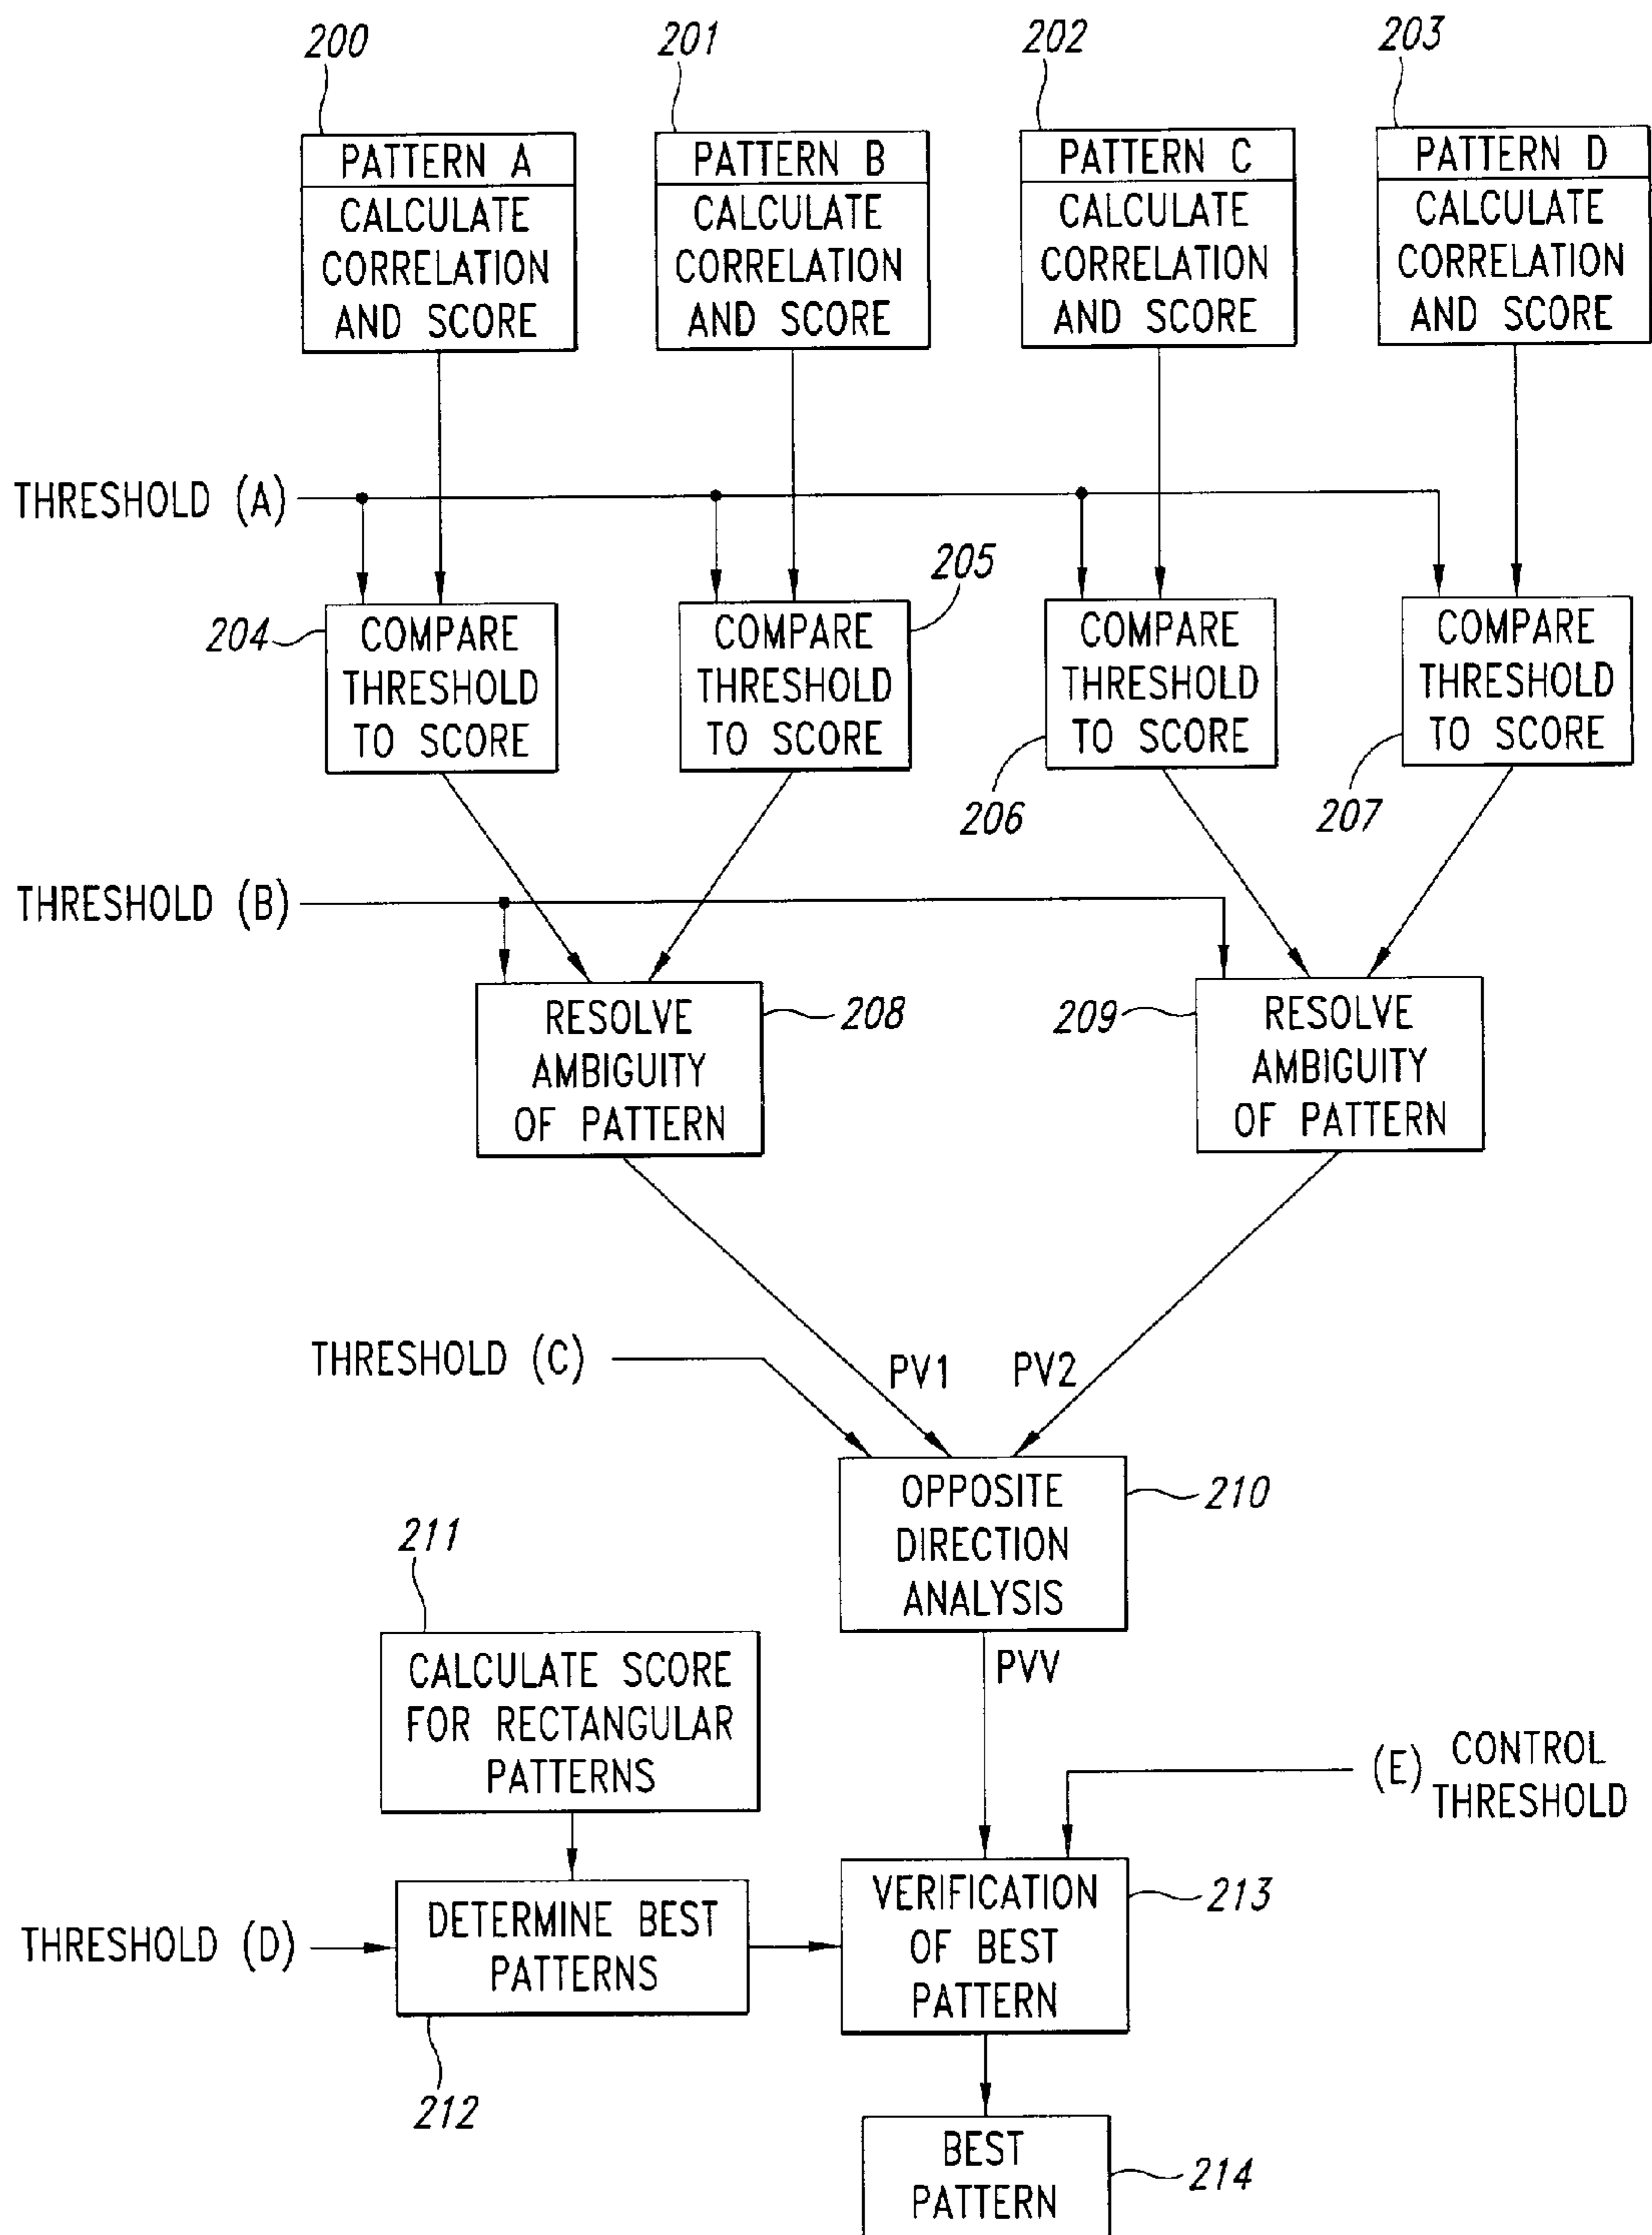 200
201
202
203
PATTERN A
CALCULATE
CORRELATION
AND SCORE
PATTERN B
CALCULATE
CORRELATION
AND SCORE
PATTERN C
CALCULATE
CORRELATION
AND SCORE
PATTERN D
CALCULATE
CORRELATION
AND SCORE
THRESHOLD (A)
204
COMPARE
THRESHOLD
TO SCORE
205
COMPARE
THRESHOLD
TO SCORE
206
COMPARE
THRESHOLD
TO SCORE
207
COMPARE
THRESHOLD
TO SCORE
THRESHOLD (B)
RESOLVE
AMBIGUITY
OF PATTERN
208
209
RESOLVE
AMBIGUITY
OF PATTERN
THRESHOLD (C)
PV1
PV2
OPPOSITE
DIRECTION
ANALYSIS
210
PVV
211
CALCULATE SCORE
FOR RECTANGULAR
PATTERNS
(E) CONTROL
THRESHOLD
THRESHOLD (D)
DETERMINE BEST
PATTERNS
212
VERIFICATION
OF BEST
PATTERN
213
BEST
PATTERN
214